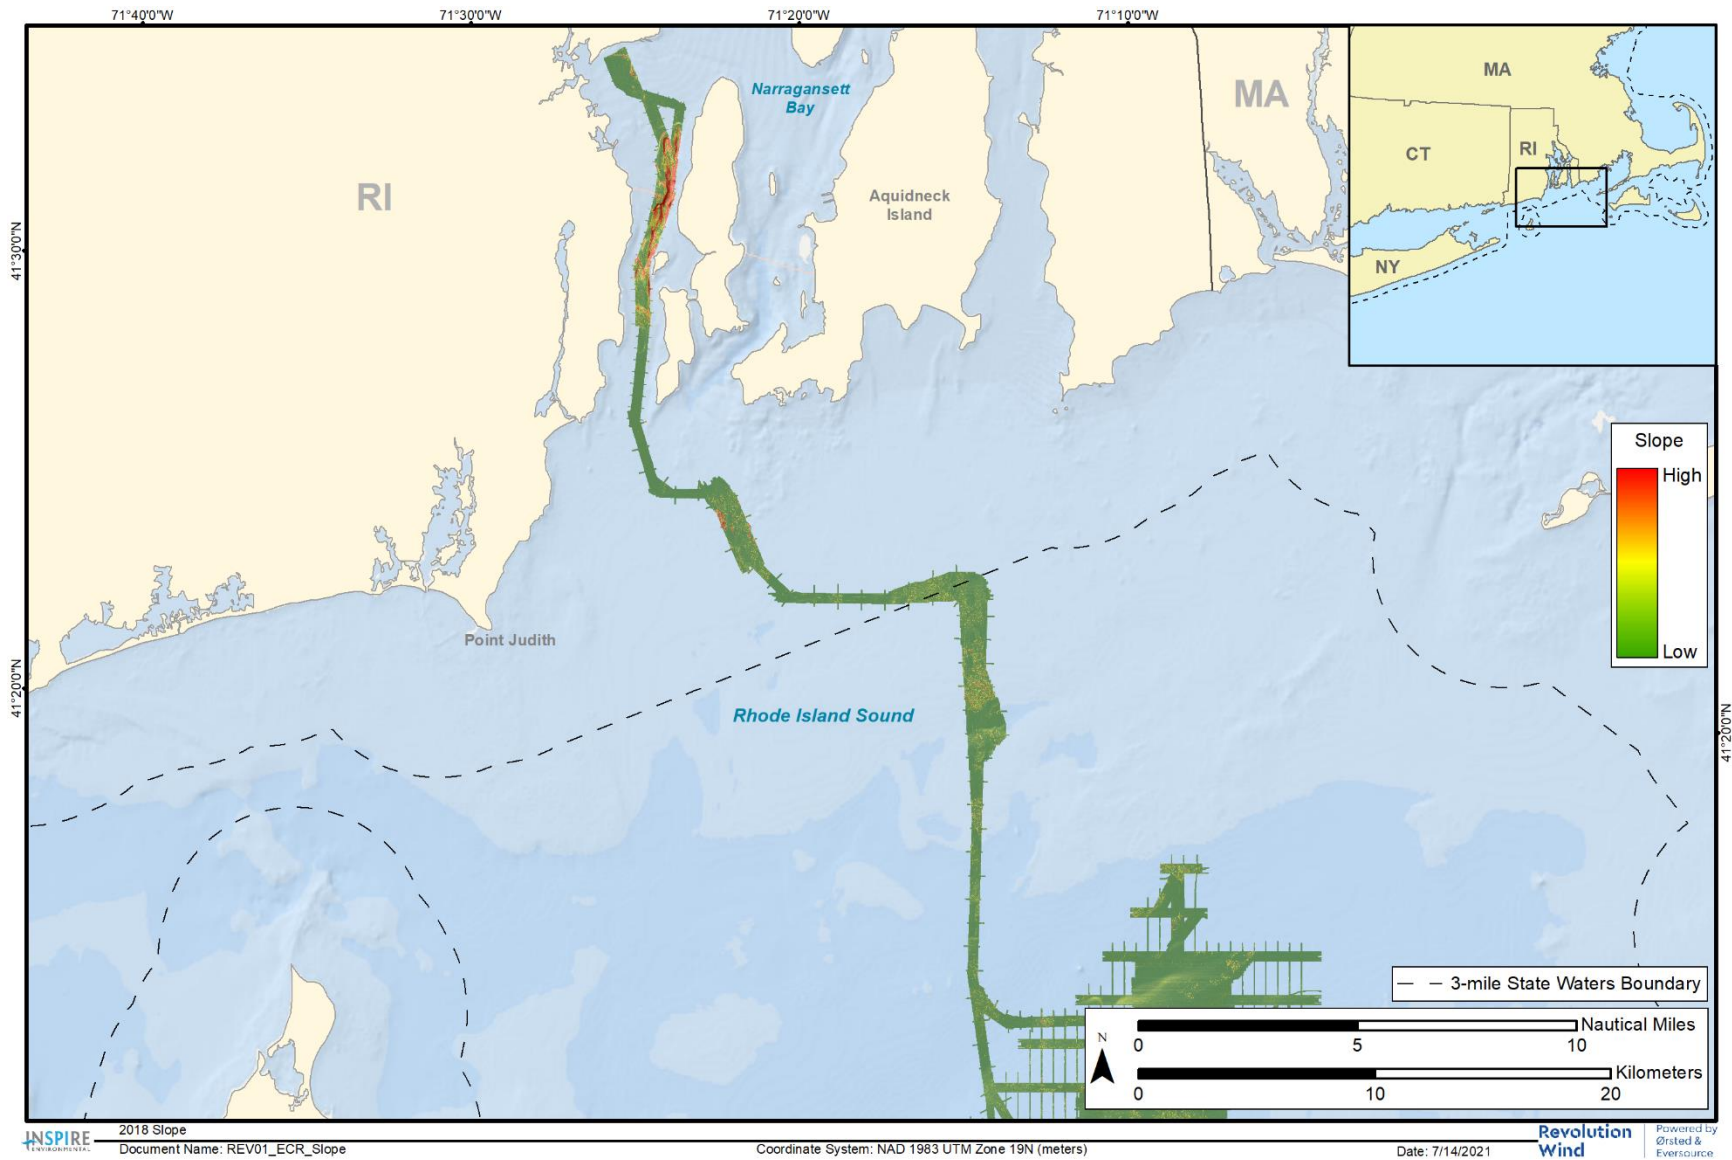 71°40'0"W
71°30'0"W
71°20'0"W
71°10'0"W
41°30'0"N
41°20'0"N
41°20'0"N
Narragansett
Bay
MA
RI
Aquidneck
Island
Point Judith
Rhode Island Sound
MA
CT
RI
NY
Slope
High
Low
3-mile State Waters Boundary
N
Nautical Miles
0 5 10
Kilometers
0 10 20
INSPIRE
ENVIRONMENTAL
2018 Slope
Document Name: REV01_ECR_Slope
Coordinate System: NAD 1983 UTM Zone 19N (meters)
Date: 7/14/2021
Revolution
Wind
Powered by
Ørsted &
Eversource